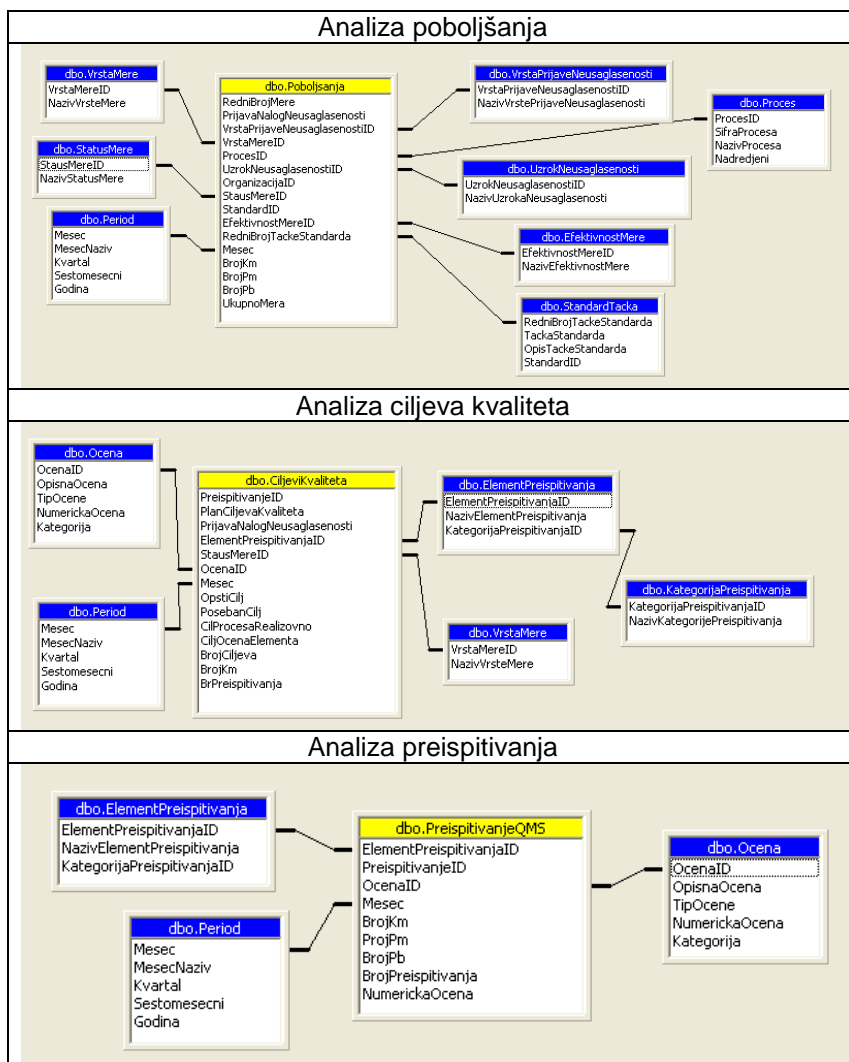 Analiza poboljšanja
dbo.VrstaMere
VrstaMereID
NazivVrsteMere
dbo.StatusMere
StausMereID
NazivStatusMere
dbo.Period
Mesec
MesecNaziv
Kvartal
Sestomesecni
Godina
dbo.Poboljsanja
RedniBrojMere
PrijavaNalogNeusaglasenosti
VrstaPrijaveNeusaglasenostiID
VrstaMereID
ProcesID
UzrokNeusaglasenostiID
OrganizacijaID
StausMereID
StandardID
EfektivnostMereID
RedniBrojTackeStandarda
Mesec
BrojKm
BrojPm
BrojPb
UkupnoMera
dbo.VrstaPrijaveNeusaglasenosti
VrstaPrijaveNeusaglasenostiID
NazivVrstePrijaveNeusaglasenosti
dbo.Proces
ProcesID
SifraProcesa
NazivProcesa
Nadredjeni
dbo.UzrokNeusaglasenosti
UzrokNeusaglasenostiID
NazivUzrokaNeusaglasenosti
dbo.EfektivnostMere
EfektivnostMereID
NazivEfektivnostMere
dbo.StandardTacka
RedniBrojTackeStandarda
TackaStandarda
OpisTackeStandarda
StandardID
Analiza ciljeva kvaliteta
dbo.Ocena
OcenaID
OpisnaOcena
TipOcene
NumerickaOcena
Kategorija
dbo.Period
Mesec
MesecNaziv
Kvartal
Sestomesecni
Godina
dbo.CiljeviKvaliteta
PreispitivanjeID
PlanCiljevaKvaliteta
PrijavaNalogNeusaglasenosti
ElementPreispitivanjaID
StausMereID
OcenaID
Mesec
OpstiCilj
PosebanCilj
CilProcesaRealizovno
CiljOcenaElementa
BrojCiljeva
BrojKm
BrPreispitivanja
dbo.ElementPreispitivanja
ElementPreispitivanjaID
NazivElementPreispitivanja
KategorijaPreispitivanjaID
dbo.KategorijaPreispitivanja
KategorijaPreispitivanjaID
NazivKategorijePreispitivanja
dbo.VrstaMere
VrstaMereID
NazivVrsteMere
Analiza preispitivanja
dbo.ElementPreispitivanja
ElementPreispitivanjaID
NazivElementPreispitivanja
KategorijaPreispitivanjaID
dbo.Period
Mesec
MesecNaziv
Kvartal
Sestomesecni
Godina
dbo.PreispitivanjeQMS
ElementPreispitivanjaID
PreispitivanjeID
OcenaID
Mesec
BrojKm
ProjPm
BrojPb
BrojPreispitivanja
NumerickaOcena
dbo.Ocena
OcenaID
OpisnaOcena
TipOcene
NumerickaOcena
Kategorija